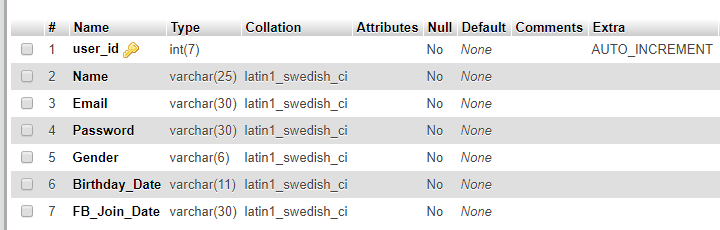 # Name Type Collation Attributes Null Default Comments Extra
1 user_id int(7) No None AUTO_INCREMENT
2 Name varchar(25) latin1_swedish_ci No None
3 Email varchar(30) latin1_swedish_ci No None
4 Password varchar(30) latin1_swedish_ci No None
5 Gender varchar(6) latin1_swedish_ci No None
6 Birthday_Date varchar(11) latin1_swedish_ci No None
7 FB_Join_Date varchar(30) latin1_swedish_ci No None